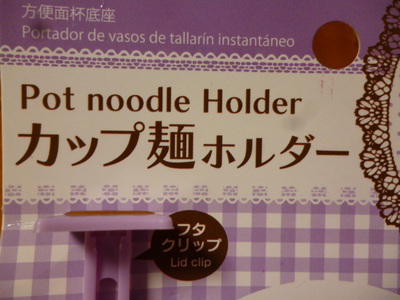 方便面杯底座
Portador de vasos de tallarín instantáneo
Pot noodle Holder
カップ麺ホルダー
フタ
クリップ
Lid clip